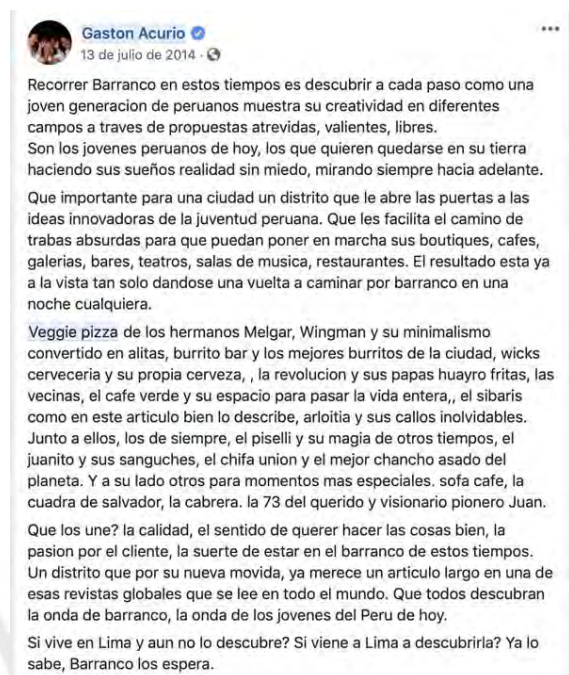 Gaston Acurio
13 de julio de 2014 ·
Recorrer Barranco en estos tiempos es descubrir a cada paso como una
joven generacion de peruanos muestra su creatividad en diferentes
campos a traves de propuestas atrevidas, valientes, libres.
Son los jovenes peruanos de hoy, los que quieren quedarse en su tierra
haciendo sus sueños realidad sin miedo, mirando siempre hacia adelante.
Que importante para una ciudad un distrito que le abre las puertas a las
ideas innovadoras de la juventud peruana. Que les facilita el camino de
trabas absurdas para que puedan poner en marcha sus boutiques, cafes,
galerias, bares, teatros, salas de musica, restaurantes. El resultado esta ya
a la vista tan solo dandose una vuelta a caminar por barranco en una
noche cualquiera.
Veggie pizza de los hermanos Melgar, Wingman y su minimalismo
convertido en alitas, burrito bar y los mejores burritos de la ciudad, wicks
cerveceria y su propia cerveza, , la revolucion y sus papas huayro fritas, las
vecinas, el cafe verde y su espacio para pasar la vida entera,, el sibaris
como en este articulo bien lo describe, arloitia y sus callos inolvidables.
Junto a ellos, los de siempre, el piselli y su magia de otros tiempos, el
juanito y sus sanguches, el chifa union y el mejor chancho asado del
planeta. Y a su lado otros para momentos mas especiales. sofa cafe, la
cuadra de salvador, la cabrera. la 73 del querido y visionario pionero Juan.
Que los une? la calidad, el sentido de querer hacer las cosas bien, la
pasion por el cliente, la suerte de estar en el barranco de estos tiempos.
Un distrito que por su nueva movida, ya merece un articulo largo en una de
esas revistas globales que se lee en todo el mundo. Que todos descubran
la onda de barranco, la onda de los jovenes del Peru de hoy.
Si vive en Lima y aun no lo descubre? Si viene a Lima a descubrirla? Ya lo
sabe, Barranco los espera.